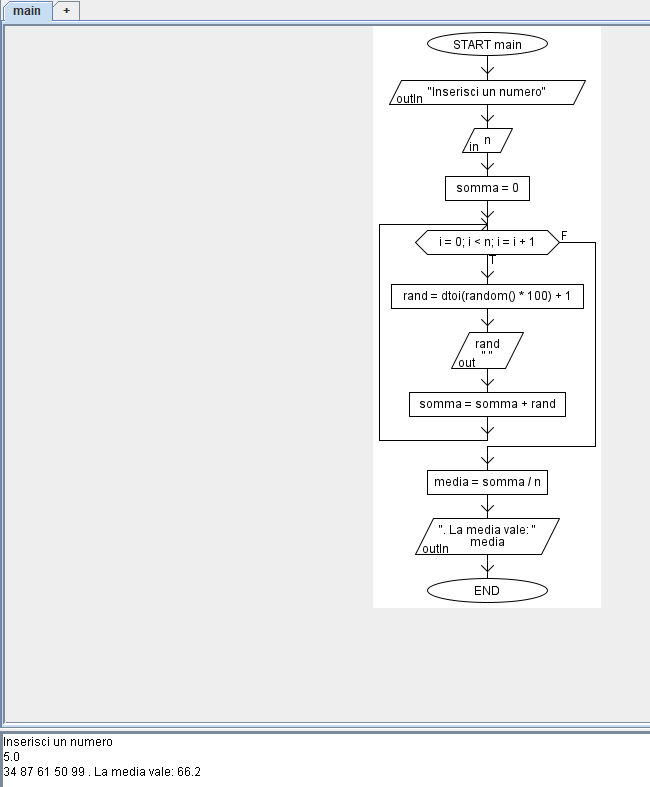 main +
START main
"Inserisci un numero"
outln
n
in
somma = 0
i = 0; i < n; i = i + 1
F
T
rand = dtoi(random() * 100) + 1
rand
" "
out
somma = somma + rand
media = somma / n
". La media vale: "
media
outln
END
Inserisci un numero
5.0
34 87 61 50 99 . La media vale: 66.2